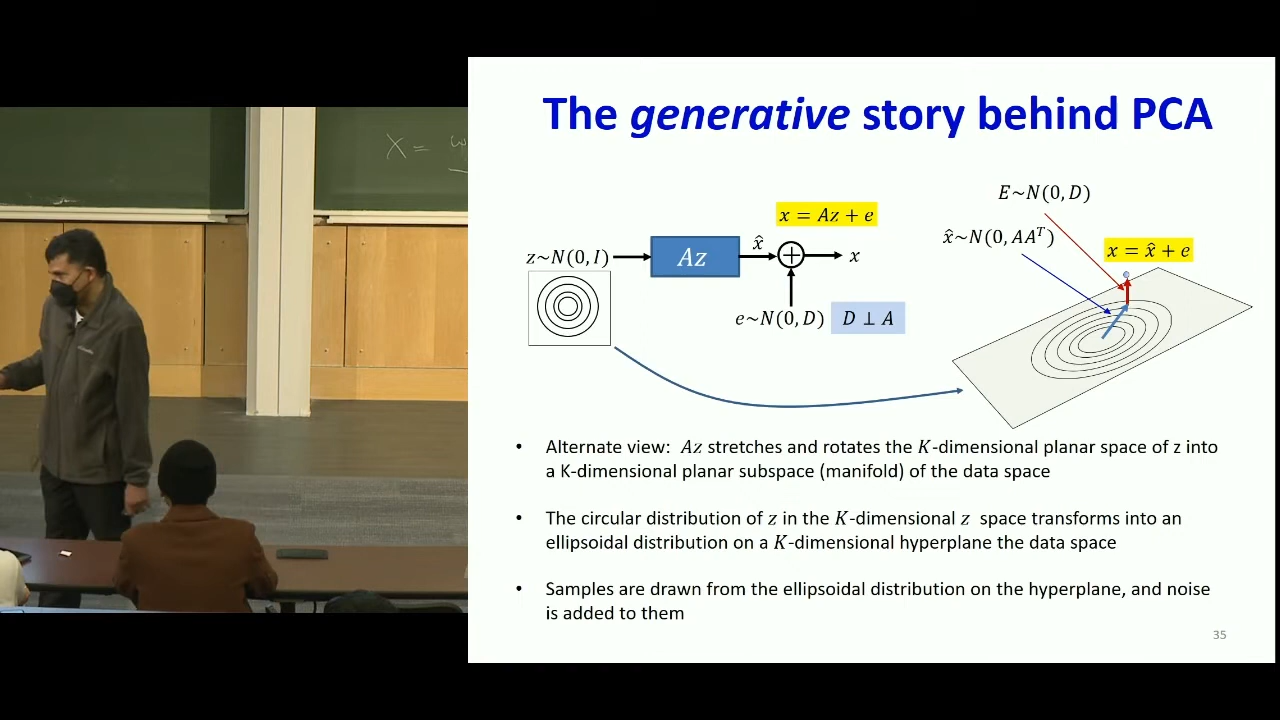 X =
The generative story behind PCA
E~N(0, D)
x = Az + e
x̂~N(0, AAᵀ)
x = x̂ + e
z~N(0, I)
Az
x̂
x
e~N(0, D)
D ⊥ A
• Alternate view: Az stretches and rotates the K-dimensional planar space of z into
a K-dimensional planar subspace (manifold) of the data space
• The circular distribution of z in the K-dimensional z space transforms into an
ellipsoidal distribution on a K-dimensional hyperplane the data space
• Samples are drawn from the ellipsoidal distribution on the hyperplane, and noise
is added to them
35